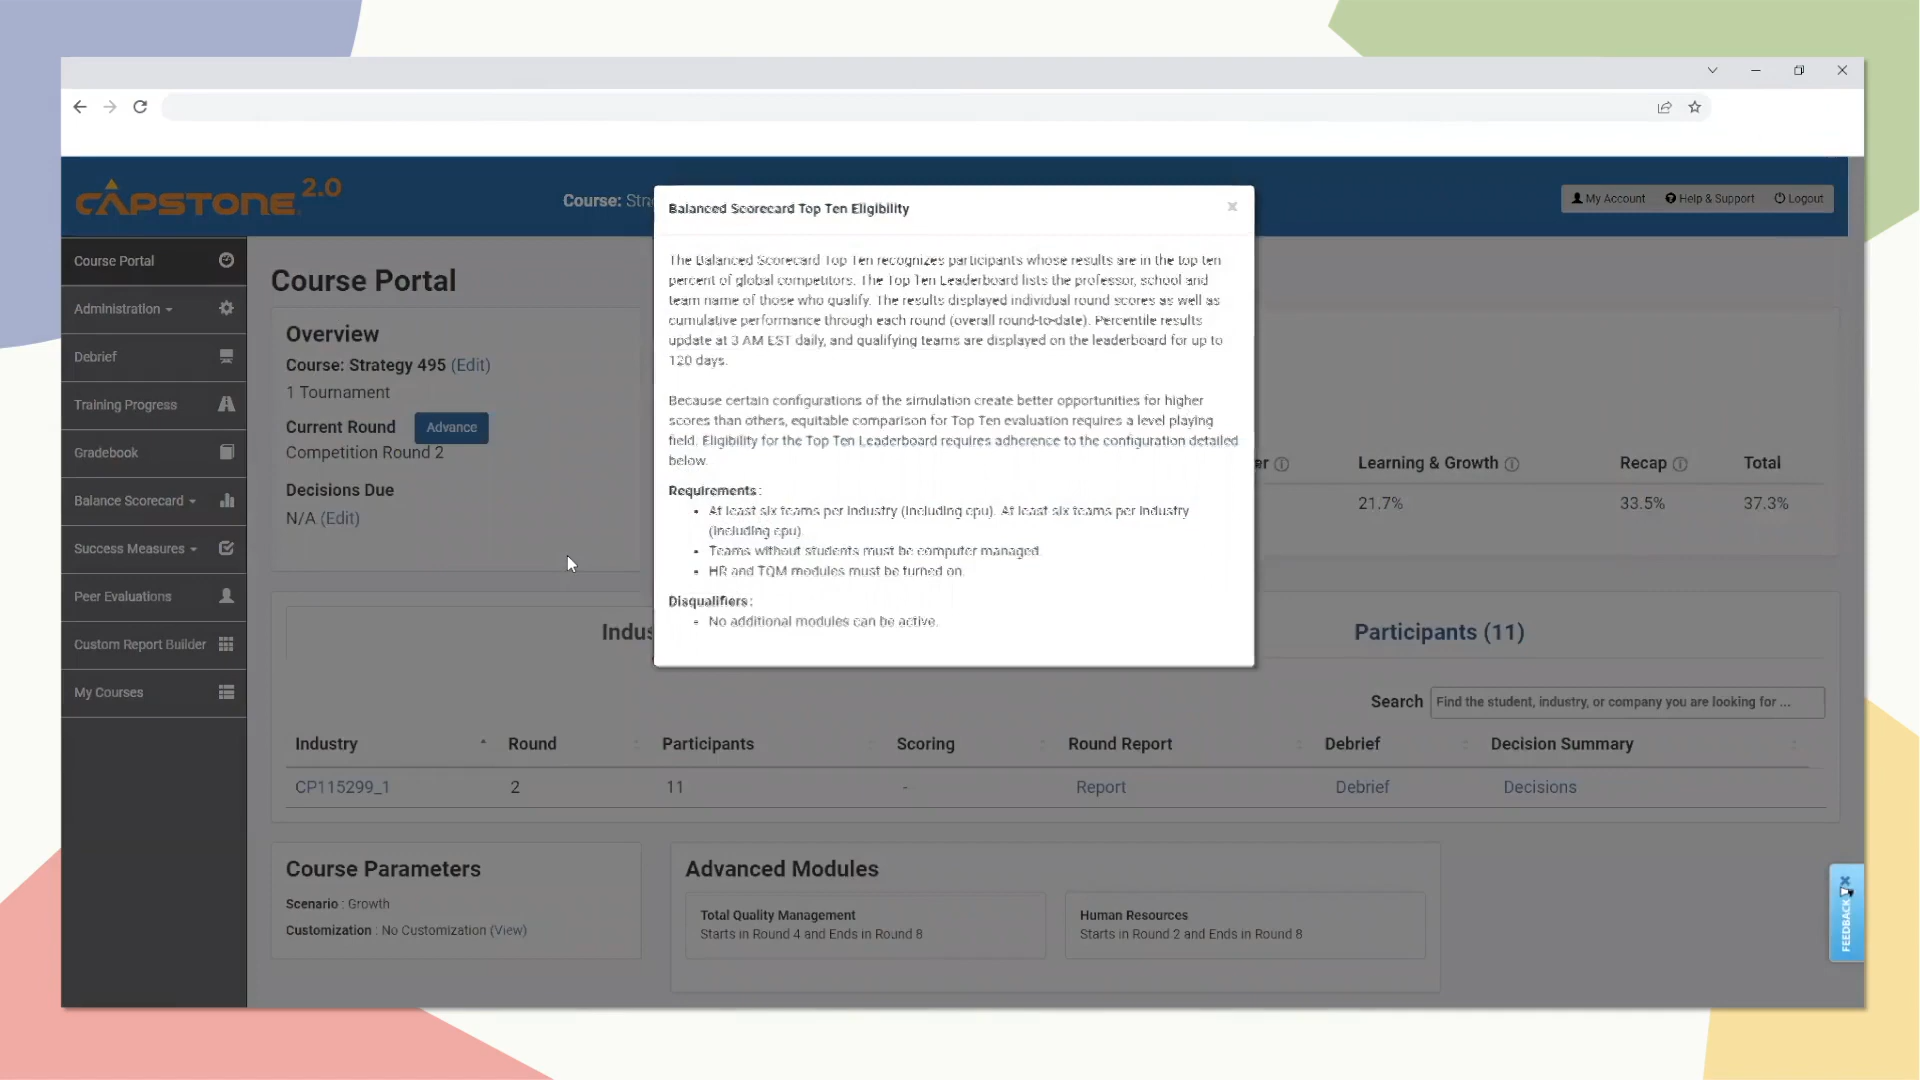 CAPSTONE 2.0
Course:
My Account
Help & Support
Logout
Course Portal
Administration
Debrief
Training Progress
Gradebook
Balance Scorecard
Success Measures
Peer Evaluations
Custom Report Builder
My Courses
Course Portal
Overview
Course: Strategy 495 (Edit)
1 Tournament
Current Round
Advance
Competition Round 2
Decisions Due
N/A (Edit)
Balanced Scorecard Top Ten Eligibility
The Balanced Scorecard Top Ten recognizes participants whose results are in the top ten
percent of global competitors. The Top Ten Leaderboard lists the professor, school and
team name of those who qualify. The results displayed individual round scores as well as
cumulative performance through each round (overall round-to-date). Percentile results
update at 3 AM EST daily, and qualifying teams are displayed on the leaderboard for up to
120 days.
Because certain configurations of the simulation create better opportunities for higher
scores than others, equitable comparison for Top Ten evaluation requires a level playing
field. Eligibility for the Top Ten Leaderboard requires adherence to the configuration detailed
below.
Requirements:
• At least six teams per industry (including cpu). At least six teams per industry
(including cpu).
• Teams without students must be computer managed.
• HR and TQM modules must be turned on.
Disqualifiers:
• No additional modules can be active.
Learning & Growth
Recap
Total
21.7%
33.5%
37.3%
Participants (11)
Search
Find the student, industry, or company you are looking for ...
Industry
Round
Participants
Scoring
Round Report
Debrief
Decision Summary
CP115299_1
2
11
-
Report
Debrief
Decisions
Course Parameters
Scenario : Growth
Customization : No Customization (View)
Advanced Modules
Total Quality Management
Starts in Round 4 and Ends in Round 8
Human Resources
Starts in Round 2 and Ends in Round 8
FEEDBACK